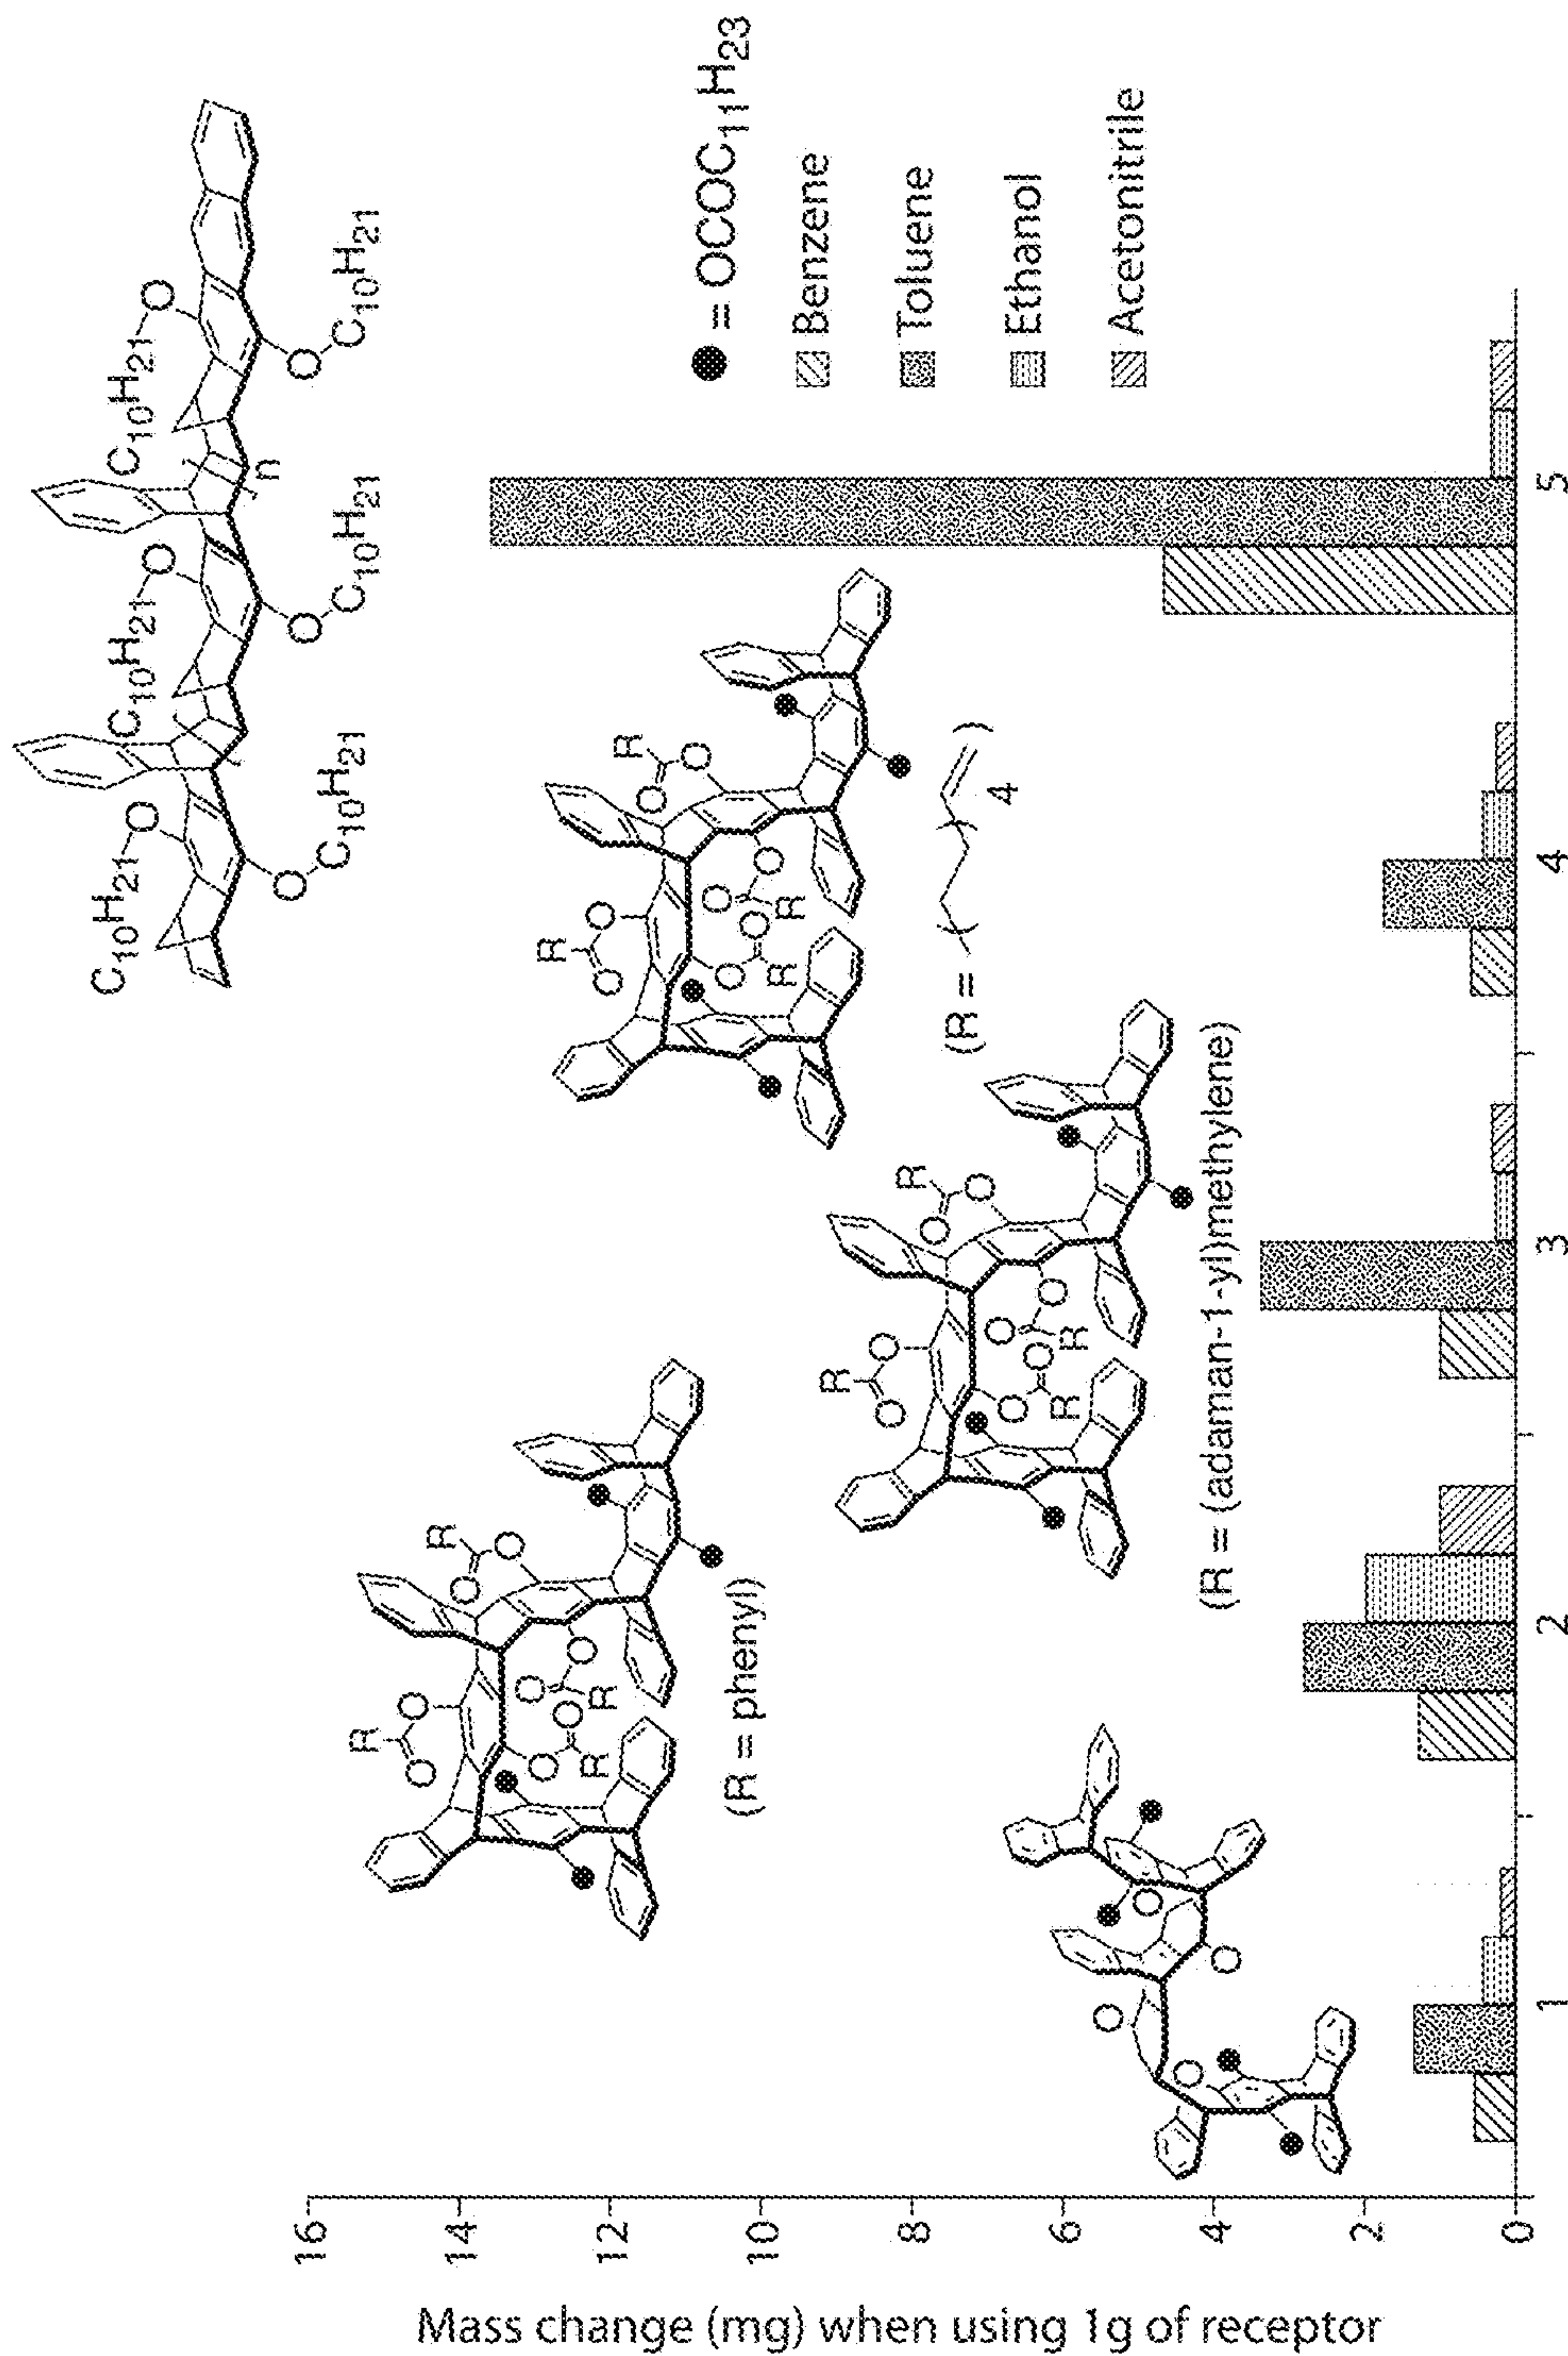 Mass change (mg) when using 1g of receptor
16
14
12
10
8
6
4
2
0
1
2
3
4
5
C10H21
O
O
C10H21
C10H21
O
O
C10H21
C10H21
O
O
C10H21
n
R
O
O
R
O
O
O
O
R
O
O
R
(R = phenyl)
R
O
O
R
O
O
O
O
R
O
O
R
(R = (adaman-1-yl)methylene)
R
O
O
R
O
O
O
O
R
O
O
R
(R =
4
)
O
O
O
O
= OCOC11H23
Benzene
Toluene
Ethanol
Acetonitrile